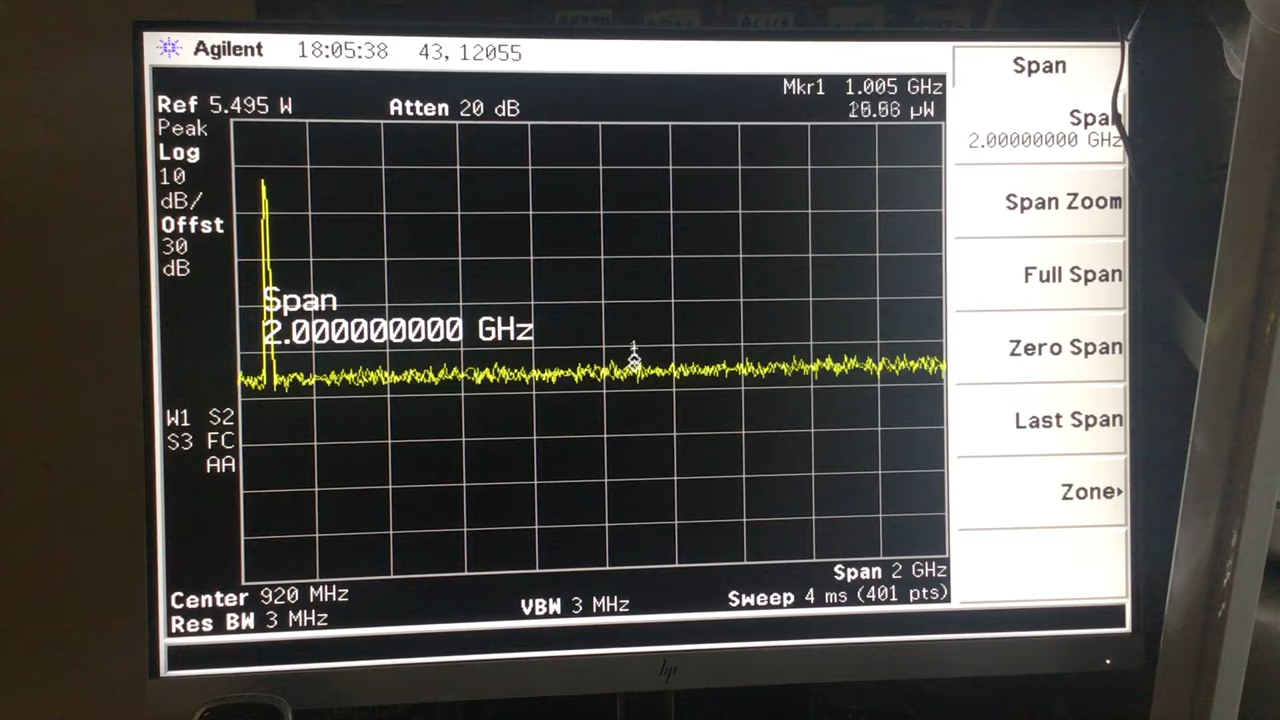 Agilent 18:05:38 43, 12055
Mkr1 1.005 GHz
Ref 5.495 W Atten 20 dB µW
Peak
Log
10
dB/
Offst
30
dB
Span
2.000000000 GHz
1
W1 S2
S3 FC
AA
Center 920 MHz Span 2 GHz
Res BW 3 MHz VBW 3 MHz Sweep 4 ms (401 pts)
Span
Span
2.00000000 GHz
Span Zoom
Full Span
Zero Span
Last Span
Zone
hp